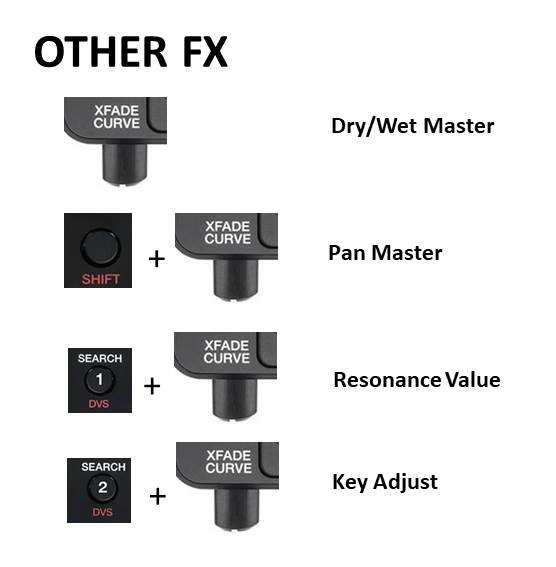 OTHER FX
XFADE
CURVE
Dry/Wet Master
SHIFT
+
XFADE
CURVE
Pan Master
SEARCH
1
DVS
+
XFADE
CURVE
Resonance Value
SEARCH
2
DVS
+
XFADE
CURVE
Key Adjust